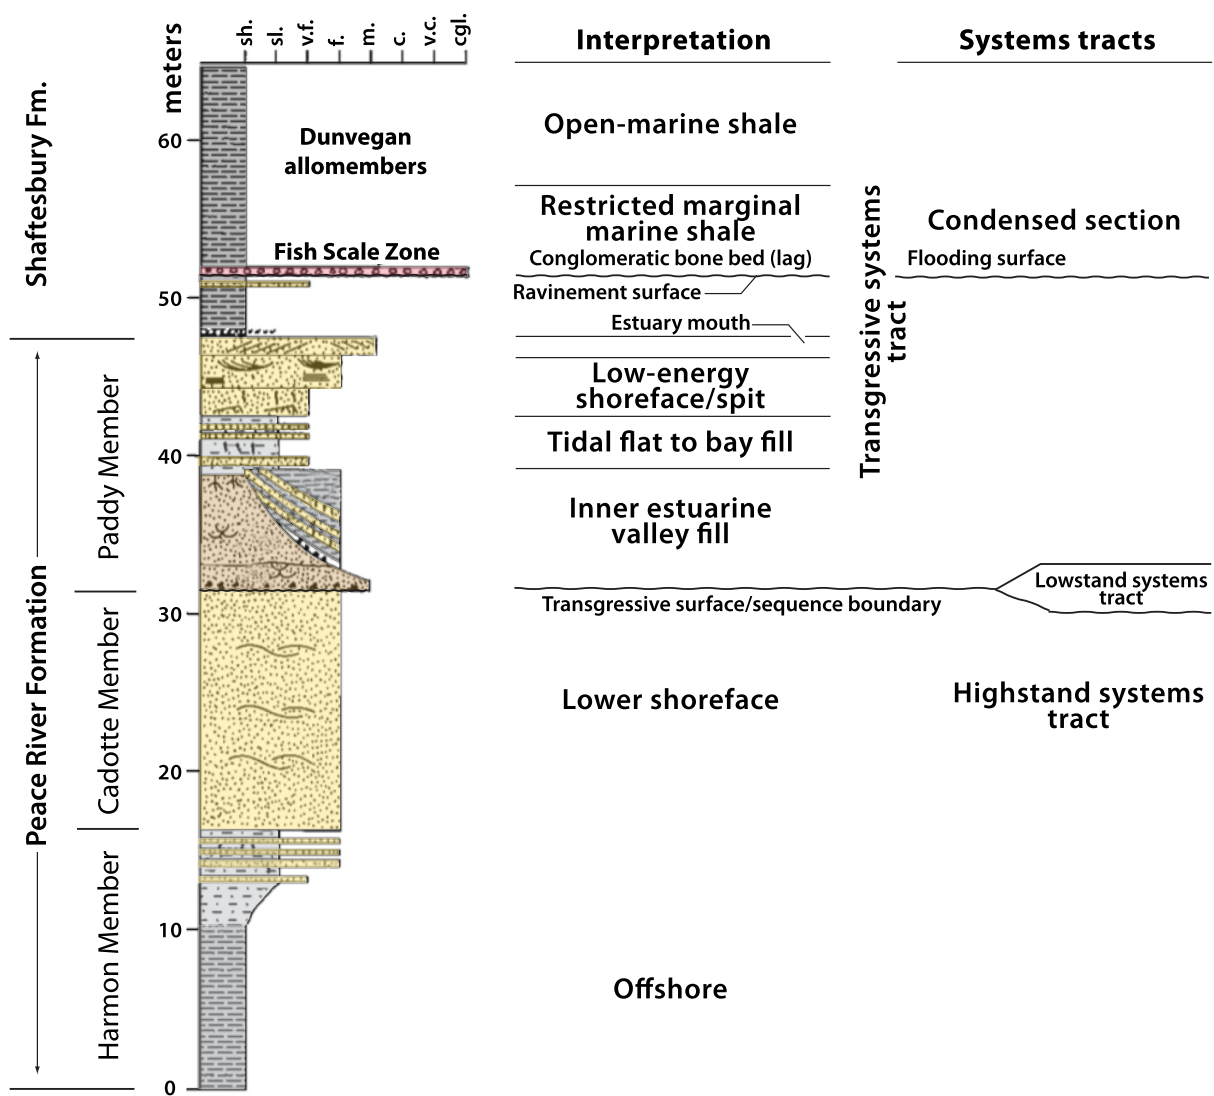 meters
sh.
sl.
v.f.
f.
m.
c.
v.c.
cgl.
Interpretation
Systems tracts
Shaftesbury Fm.
Peace River Formation
Paddy Member
Cadotte Member
Harmon Member
60
50
40
30
20
10
0
Dunvegan
allomembers
Fish Scale Zone
Open-marine shale
Restricted marginal
marine shale
Conglomeratic bone bed (lag)
Ravinement surface
Estuary mouth
Low-energy
shoreface/spit
Tidal flat to bay fill
Inner estuarine
valley fill
Transgressive surface/sequence boundary
Lower shoreface
Offshore
Transgressive systems
tract
Condensed section
Flooding surface
Lowstand systems
tract
Highstand systems
tract